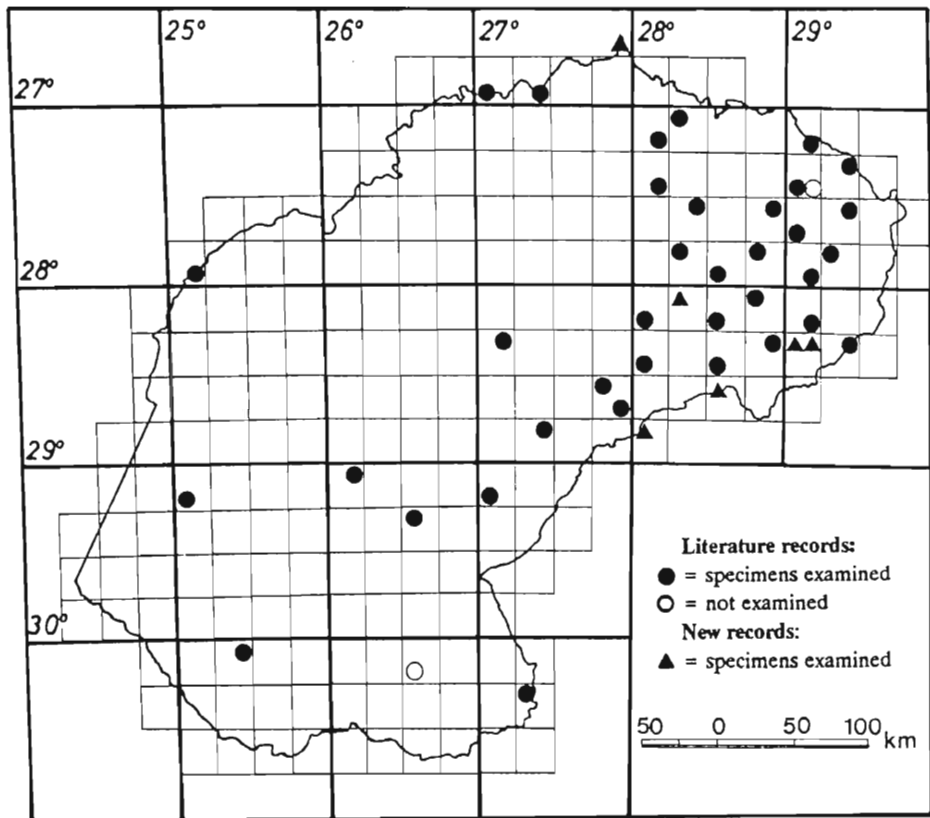 25° 26° 27° 28° 29°
27°
28°
29°
30°
Literature records:
● = specimens examined
○ = not examined
New records:
▲ = specimens examined
50 0 50 100 km